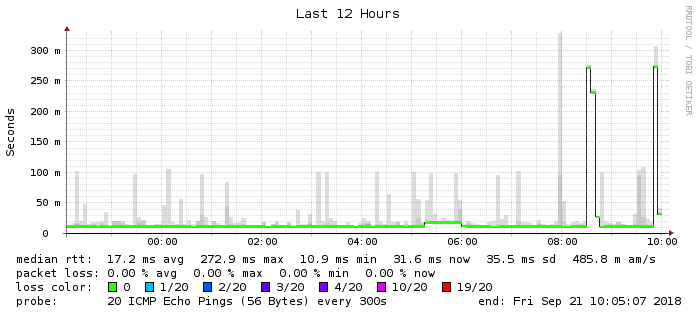 Last 12 Hours
RRDTOOL / TOBI OETIKER
Seconds
300 m
250 m
200 m
150 m
100 m
50 m
0
00:00 02:00 04:00 06:00 08:00 10:00
median rtt: 17.2 ms avg 272.9 ms max 10.9 ms min 31.6 ms now 35.5 ms sd 485.8 m am/s
packet loss: 0.00 % avg 0.00 % max 0.00 % min 0.00 % now
loss color: 0 1/20 2/20 3/20 4/20 10/20 19/20
probe: 20 ICMP Echo Pings (56 Bytes) every 300s end: Fri Sep 21 10:05:07 2018